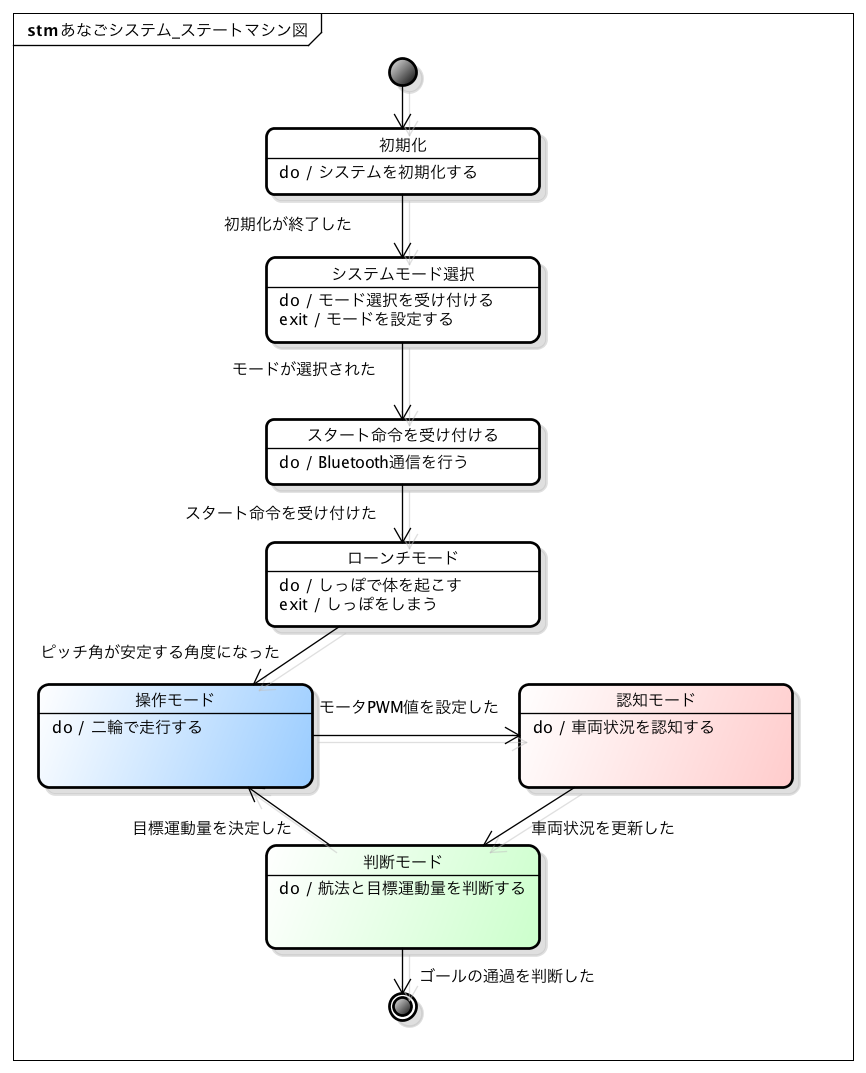 stm あなごシステム_ステートマシン図
初期化
do / システムを初期化する
初期化が終了した
システムモード選択
do / モード選択を受け付ける
exit / モードを設定する
モードが選択された
スタート命令を受け付ける
do / Bluetooth通信を行う
スタート命令を受け付けた
ローンチモード
do / しっぽで体を起こす
exit / しっぽをしまう
ピッチ角が安定する角度になった
操作モード
do / 二輪で走行する
モータPWM値を設定した
認知モード
do / 車両状況を認知する
目標運動量を決定した
車両状況を更新した
判断モード
do / 航法と目標運動量を判断する
ゴールの通過を判断した